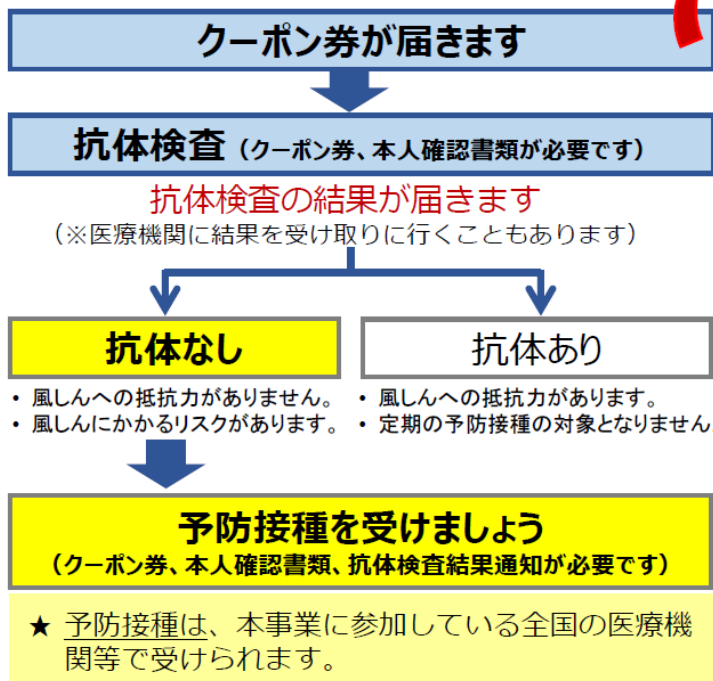 クーポン券が届きます
抗体検査（クーポン券、本人確認書類が必要です）
抗体検査の結果が届きます
（※医療機関に結果を受け取りに行くこともあります）
抗体なし
・ 風しんへの抵抗力がありません。
・ 風しんにかかるリスクがあります。
抗体あり
・ 風しんへの抵抗力があります。
・ 定期の予防接種の対象となりません
予防接種を受けましょう
（クーポン券、本人確認書類、抗体検査結果通知が必要です）
★ 予防接種は、本事業に参加している全国の医療機
関等で受けられます。